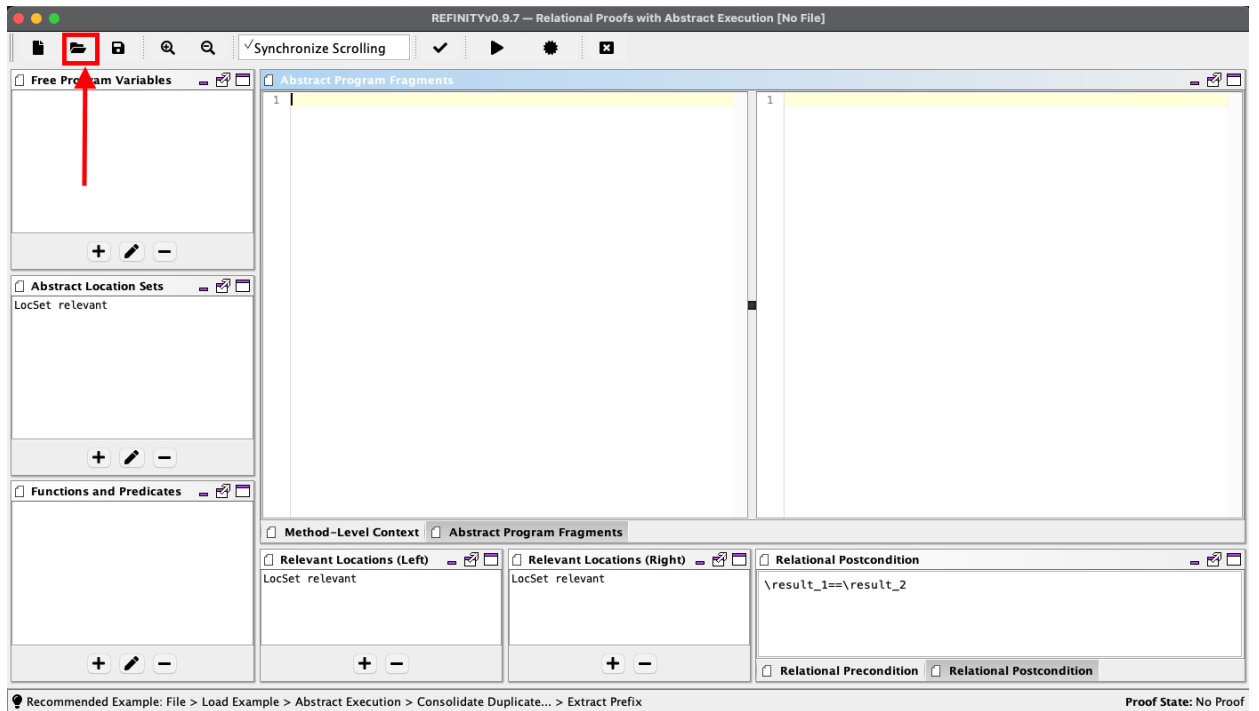 REFINITYv0.9.7 — Relational Proofs with Abstract Execution [No File]
Synchronize Scrolling
Free Program Variables
Abstract Program Fragments
1
1
Abstract Location Sets
LocSet relevant
Functions and Predicates
Method-Level Context
Abstract Program Fragments
Relevant Locations (Left)
Relevant Locations (Right)
Relational Postcondition
LocSet relevant
LocSet relevant
\result_1==\result_2
Relational Precondition
Relational Postcondition
Recommended Example: File > Load Example > Abstract Execution > Consolidate Duplicate... > Extract Prefix
Proof State: No Proof